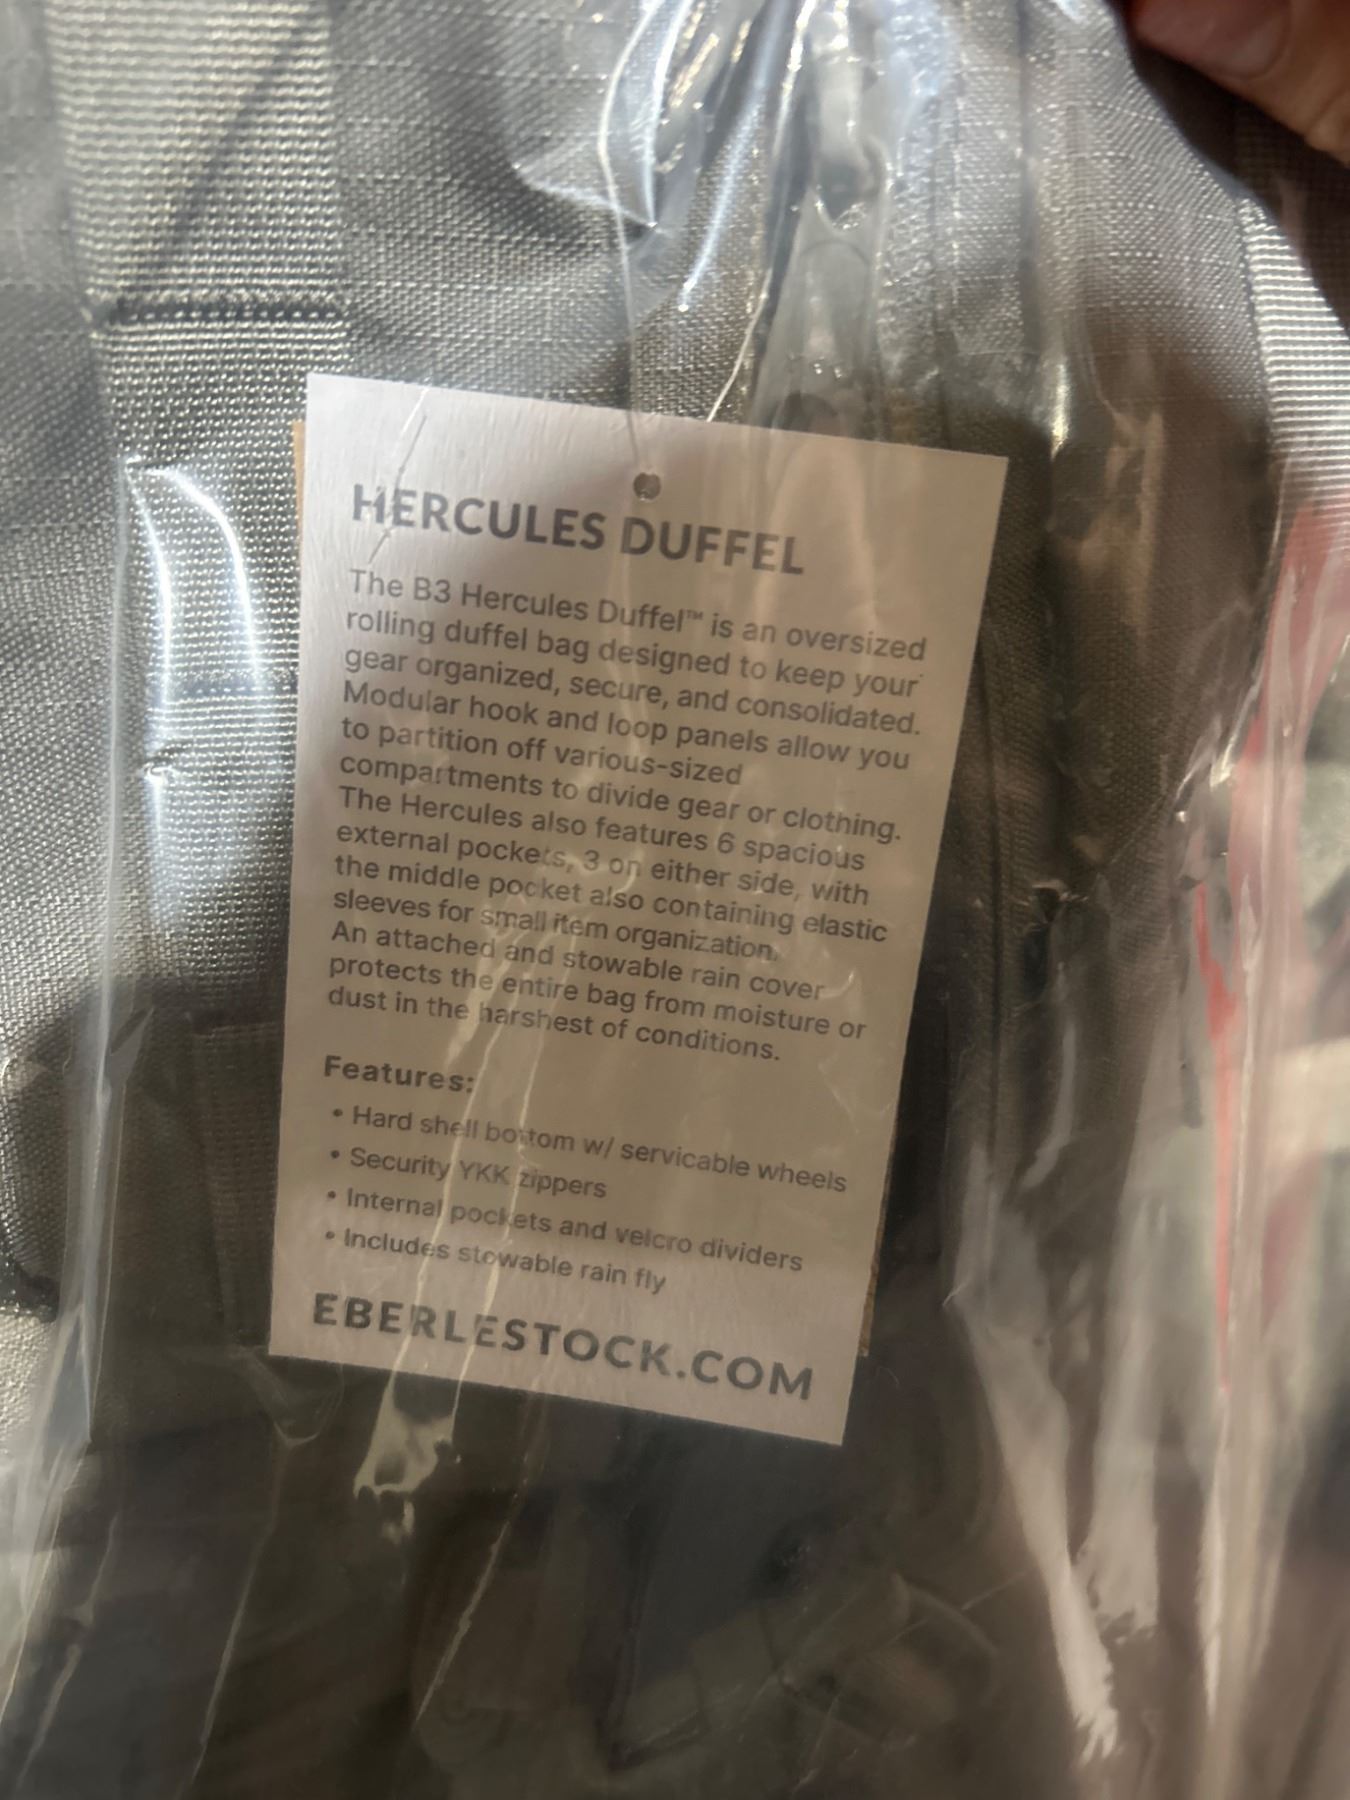 HERCULES DUFFEL
The B3 Hercules Duffel™ is an oversized
rolling duffel bag designed to keep your
gear organized, secure, and consolidated.
Modular hook and loop panels allow you
to partition off various-sized
compartments to divide gear or clothing.
The Hercules also features 6 spacious
external pockets, 3 on either side, with
the middle pocket also containing elastic
sleeves for small item organization.
An attached and stowable rain cover
protects the entire bag from moisture or
dust in the harshest of conditions.
Features:
• Hard shell bottom w/ servicable wheels
• Security YKK zippers
• Internal pockets and velcro dividers
• Includes stowable rain fly
EBERLESTOCK.COM